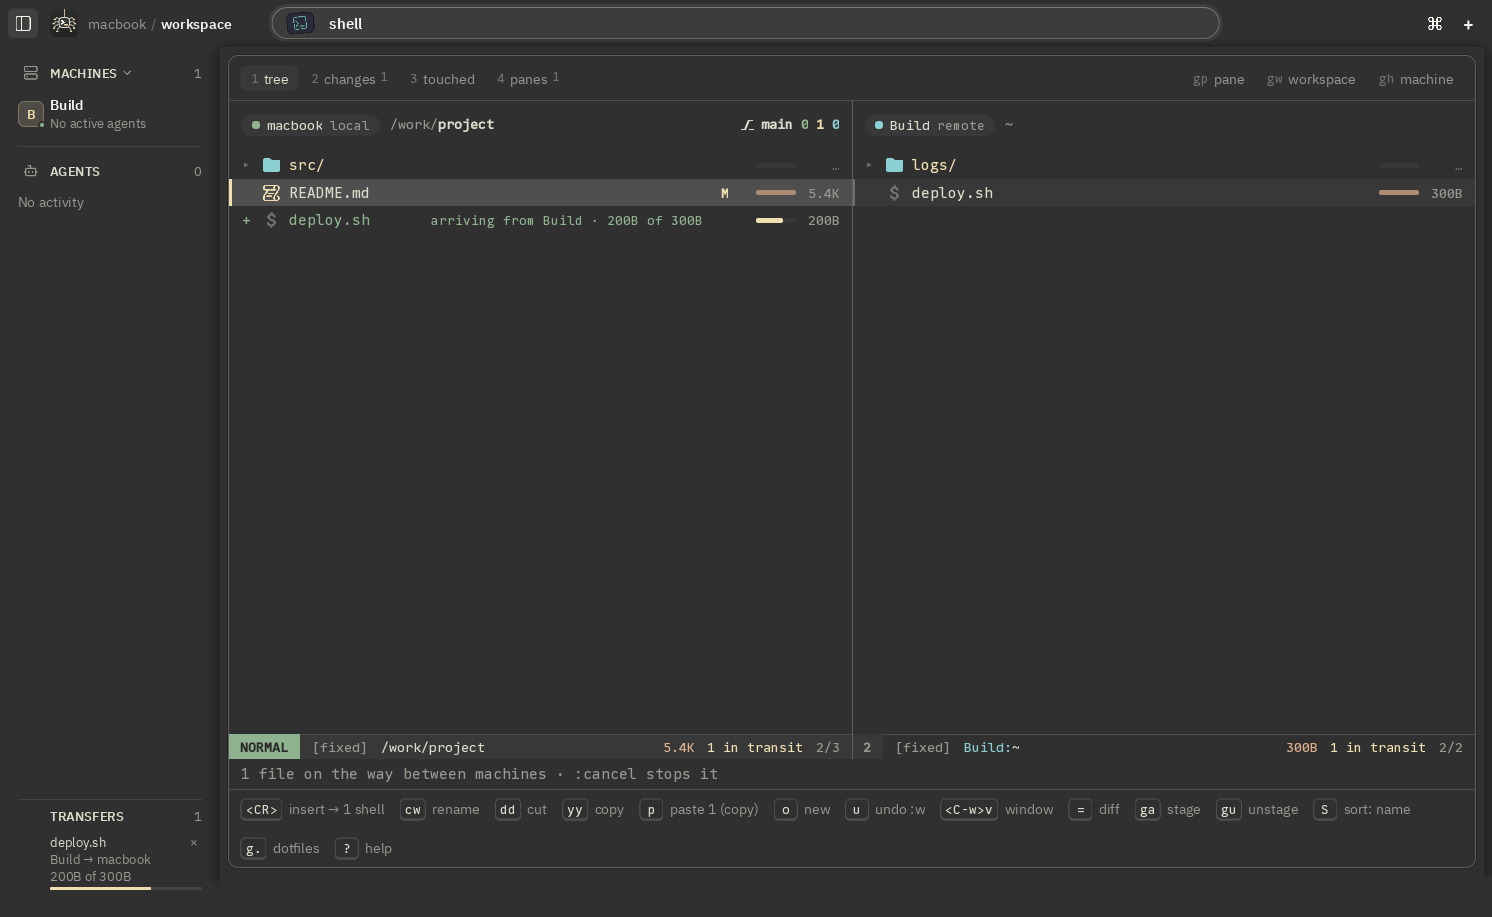 macbook / workspace
shell
⌘ +
MACHINES 1
B Build
No active agents
AGENTS 0
No activity
1 tree 2 changes 1 3 touched 4 panes 1 gp pane gw workspace gh machine
macbook local /work/project main 0 1 0
Build remote ~
▸ src/ …
README.md M 5.4K
+ $ deploy.sh arriving from Build · 200B of 300B 200B
▸ logs/ …
$ deploy.sh 300B
NORMAL [fixed] /work/project 5.4K 1 in transit 2/3
2 [fixed] Build:~ 300B 1 in transit 2/2
1 file on the way between machines · :cancel stops it
<CR> insert → 1 shell cw rename dd cut yy copy p paste 1 (copy) o new u undo :w <C-w>v window = diff ga stage gu unstage S sort: name
g. dotfiles ? help
TRANSFERS 1
deploy.sh ×
Build → macbook
200B of 300B